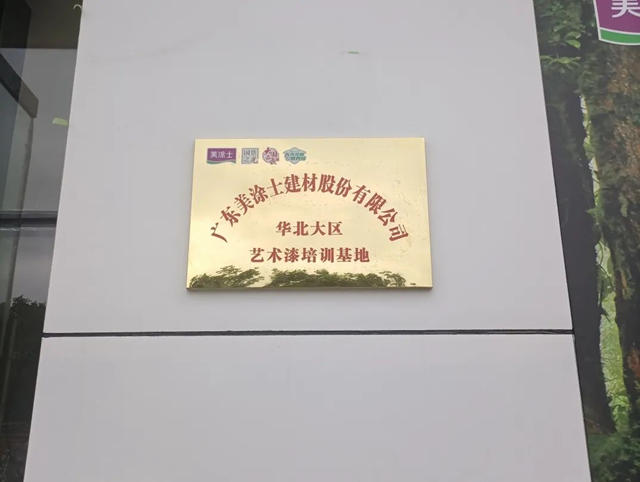 美
美涂士
广东美涂士建材股份有限公司
华北大区
艺术漆培训基地